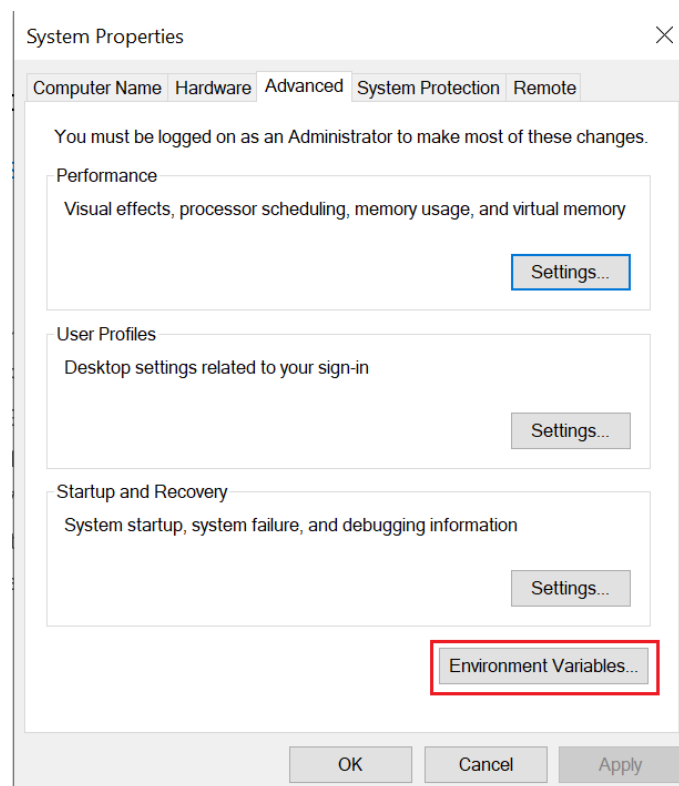 System Properties
Computer Name Hardware Advanced System Protection Remote
You must be logged on as an Administrator to make most of these changes.
Performance
Visual effects, processor scheduling, memory usage, and virtual memory
Settings...
User Profiles
Desktop settings related to your sign-in
Settings...
Startup and Recovery
System startup, system failure, and debugging information
Settings...
Environment Variables...
OK Cancel Apply